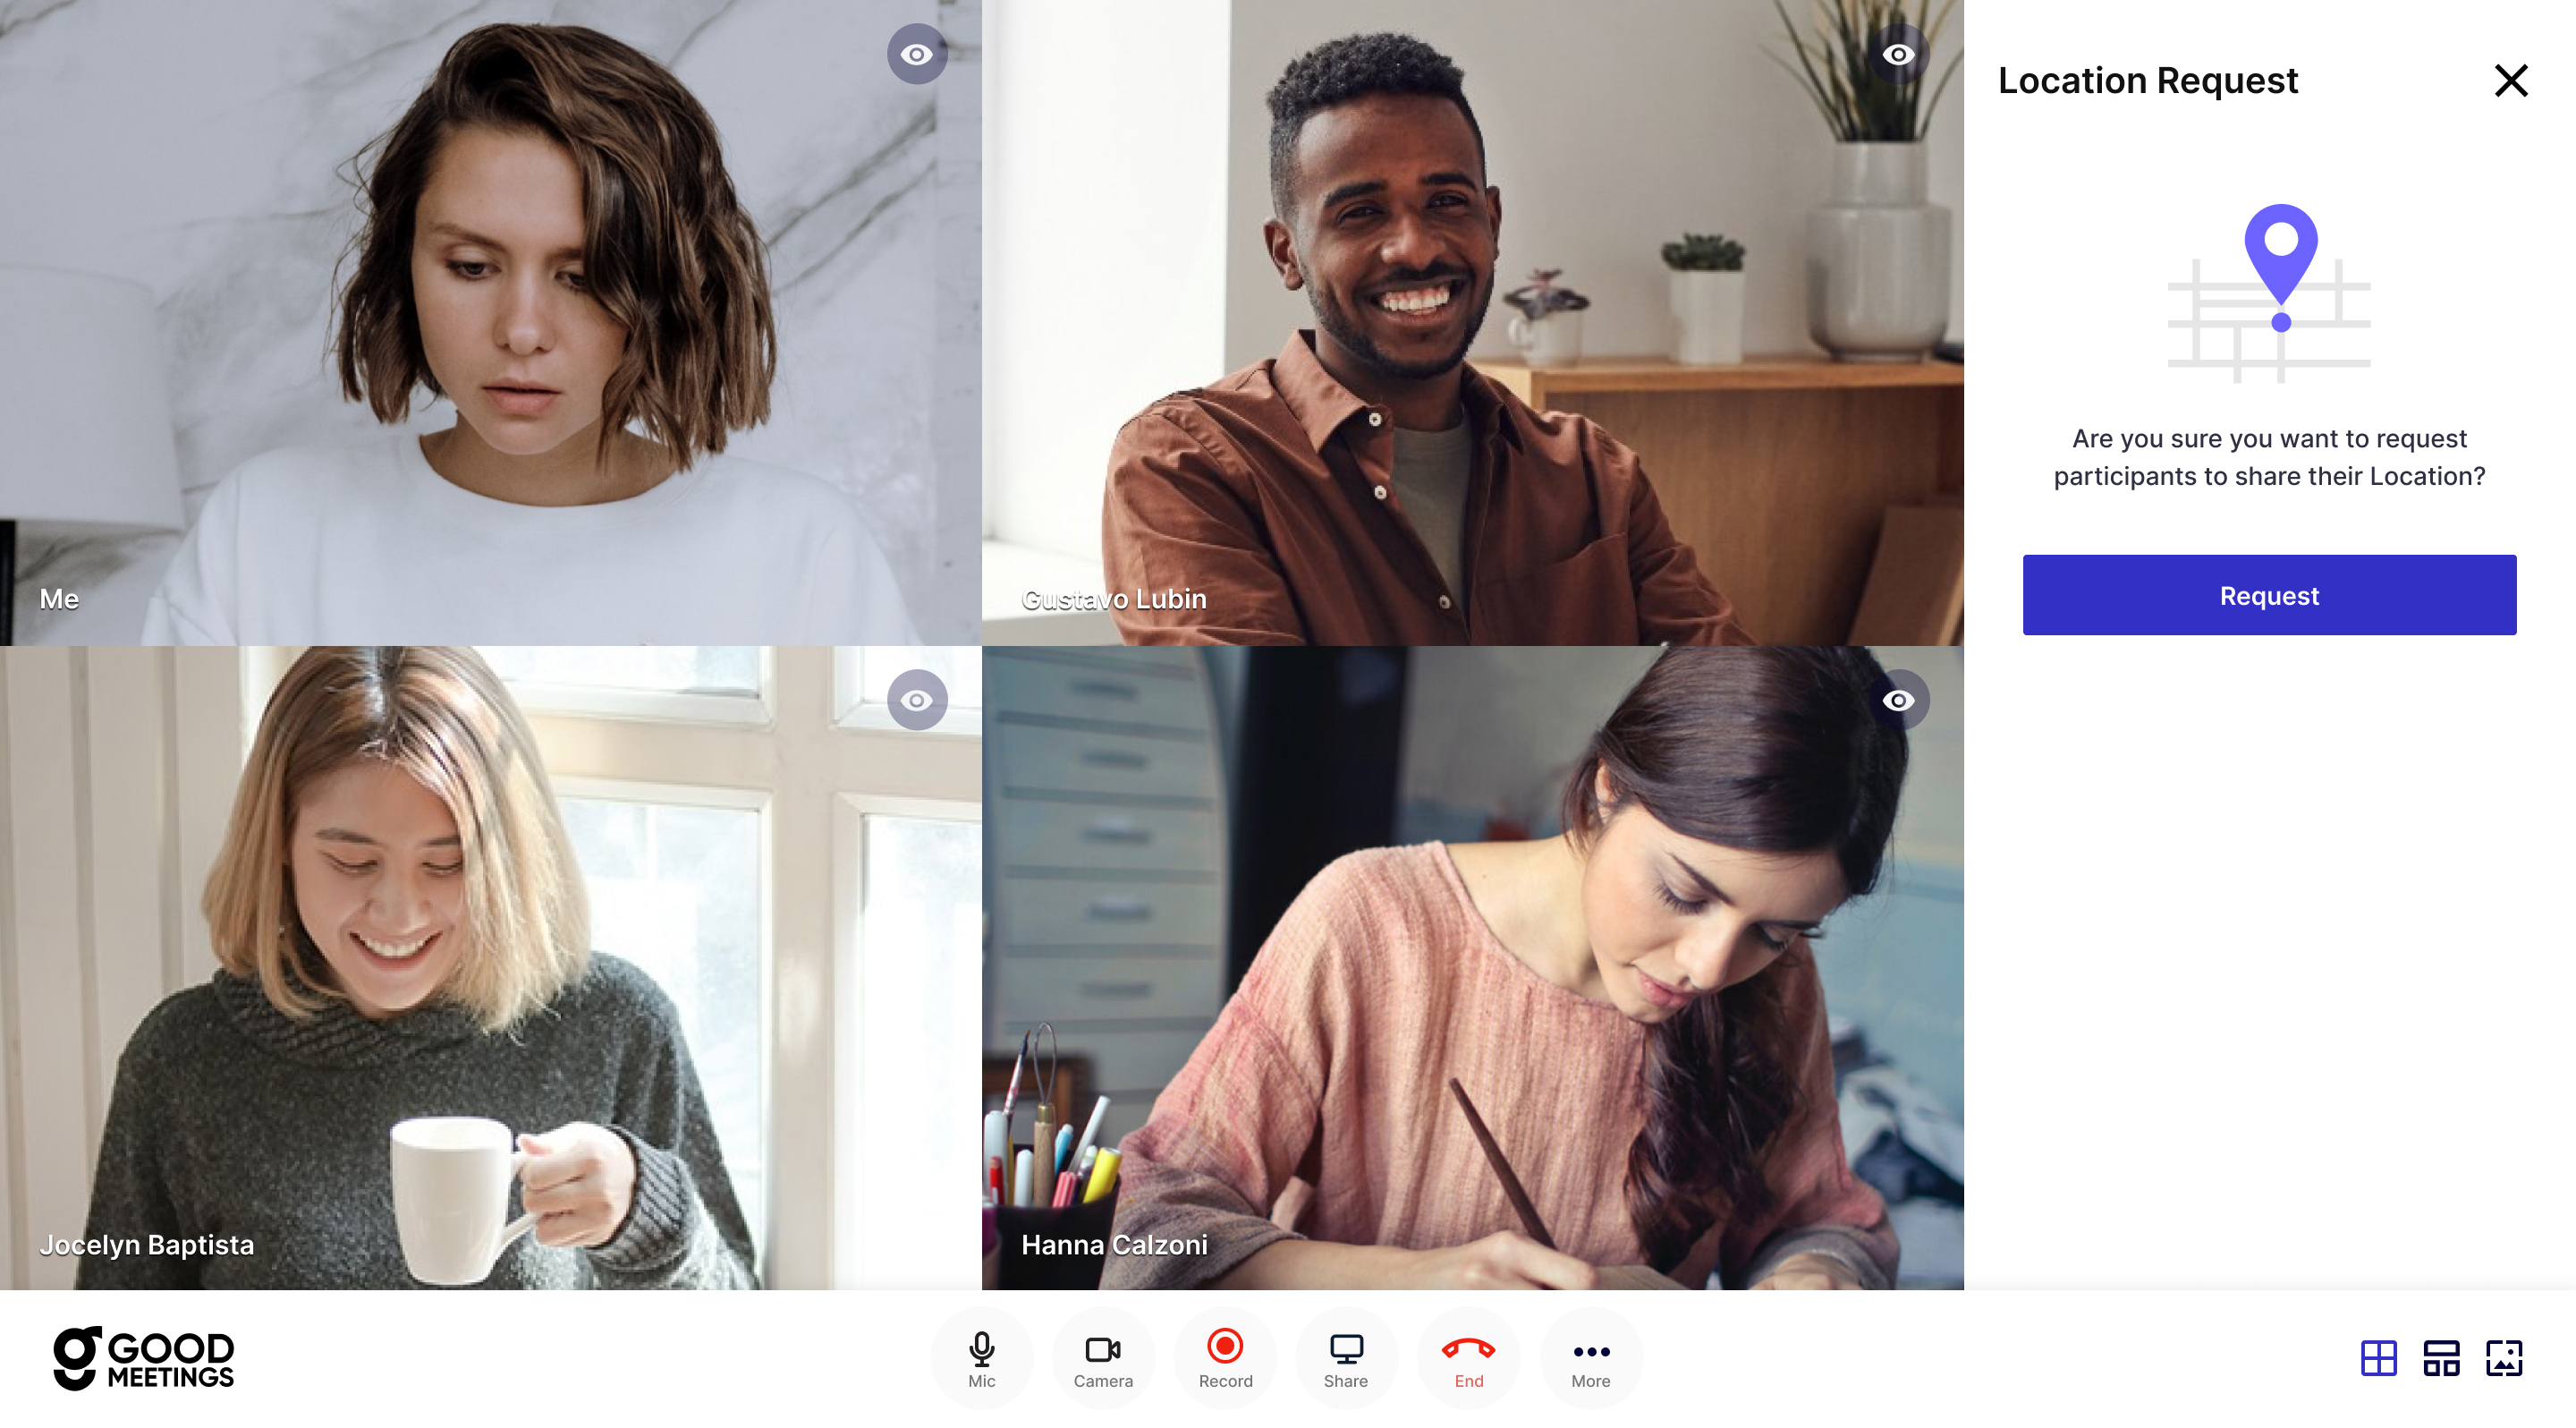 Location Request
Are you sure you want to request
participants to share their Location?
Request
Me
Gustavo Lubin
Jocelyn Baptista
Hanna Calzoni
GOOD
MEETINGS
Mic
Camera
Record
Share
End
More